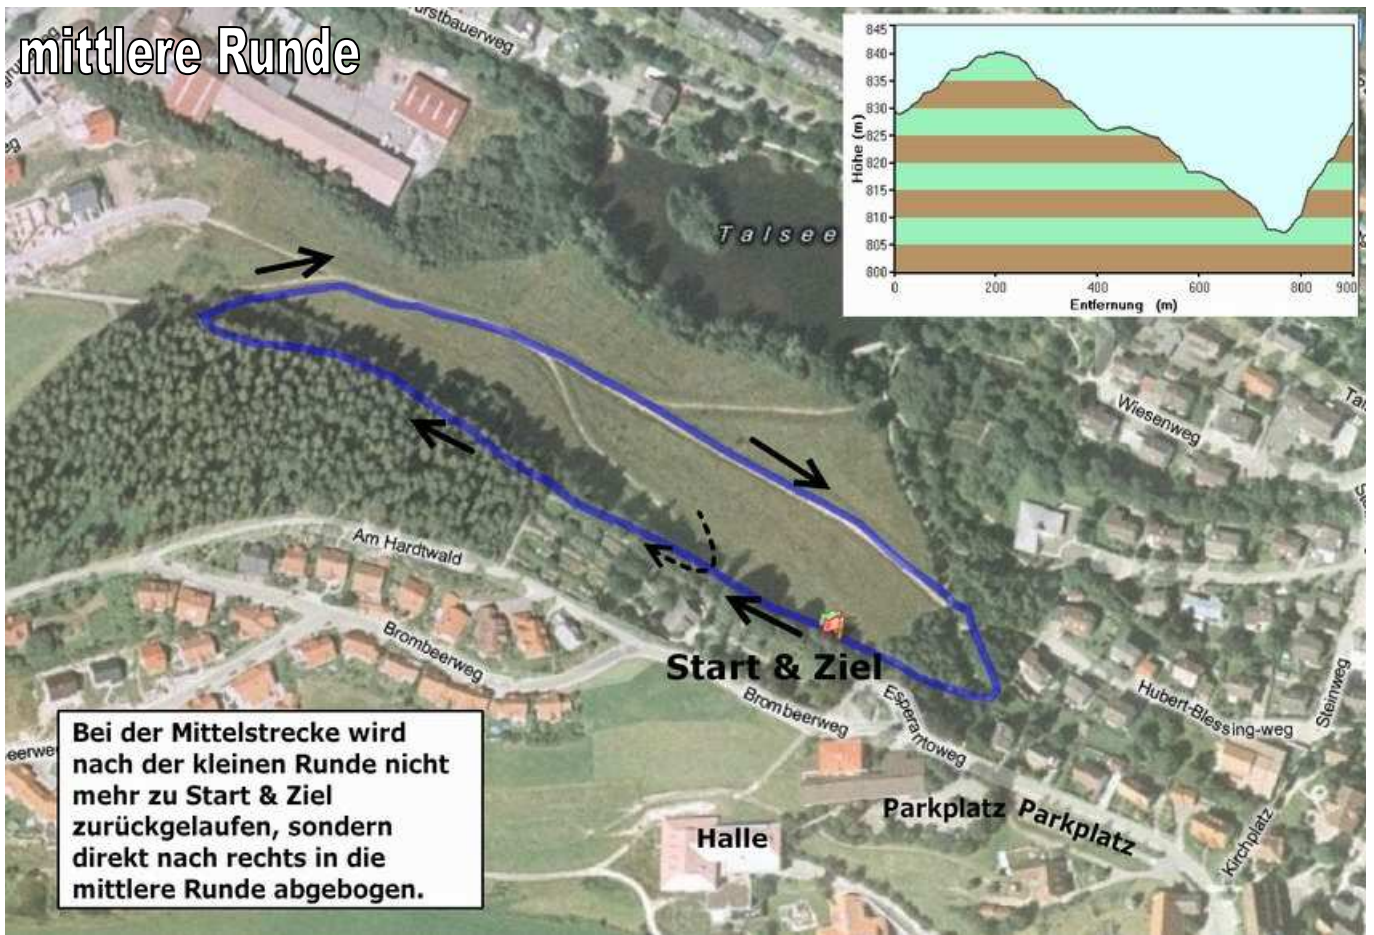 mittlere Runde
urstbauerweg
845
840
835
830
825
820
815
810
805
800
Höhe (m)
0
200
400
600
800
900
Entfernung (m)
Talsee
Wiesenweg
Am Hardtwald
Brombeerweg
Start & Ziel
Brombeerweg
Esperantoweg
Hubert-Blessing-weg
Steinweg
Kirchplatz
Parkplatz
Parkplatz
Halle
eerweg
Bei der Mittelstrecke wird
nach der kleinen Runde nicht
mehr zu Start & Ziel
zurückgelaufen, sondern
direkt nach rechts in die
mittlere Runde abgebogen.